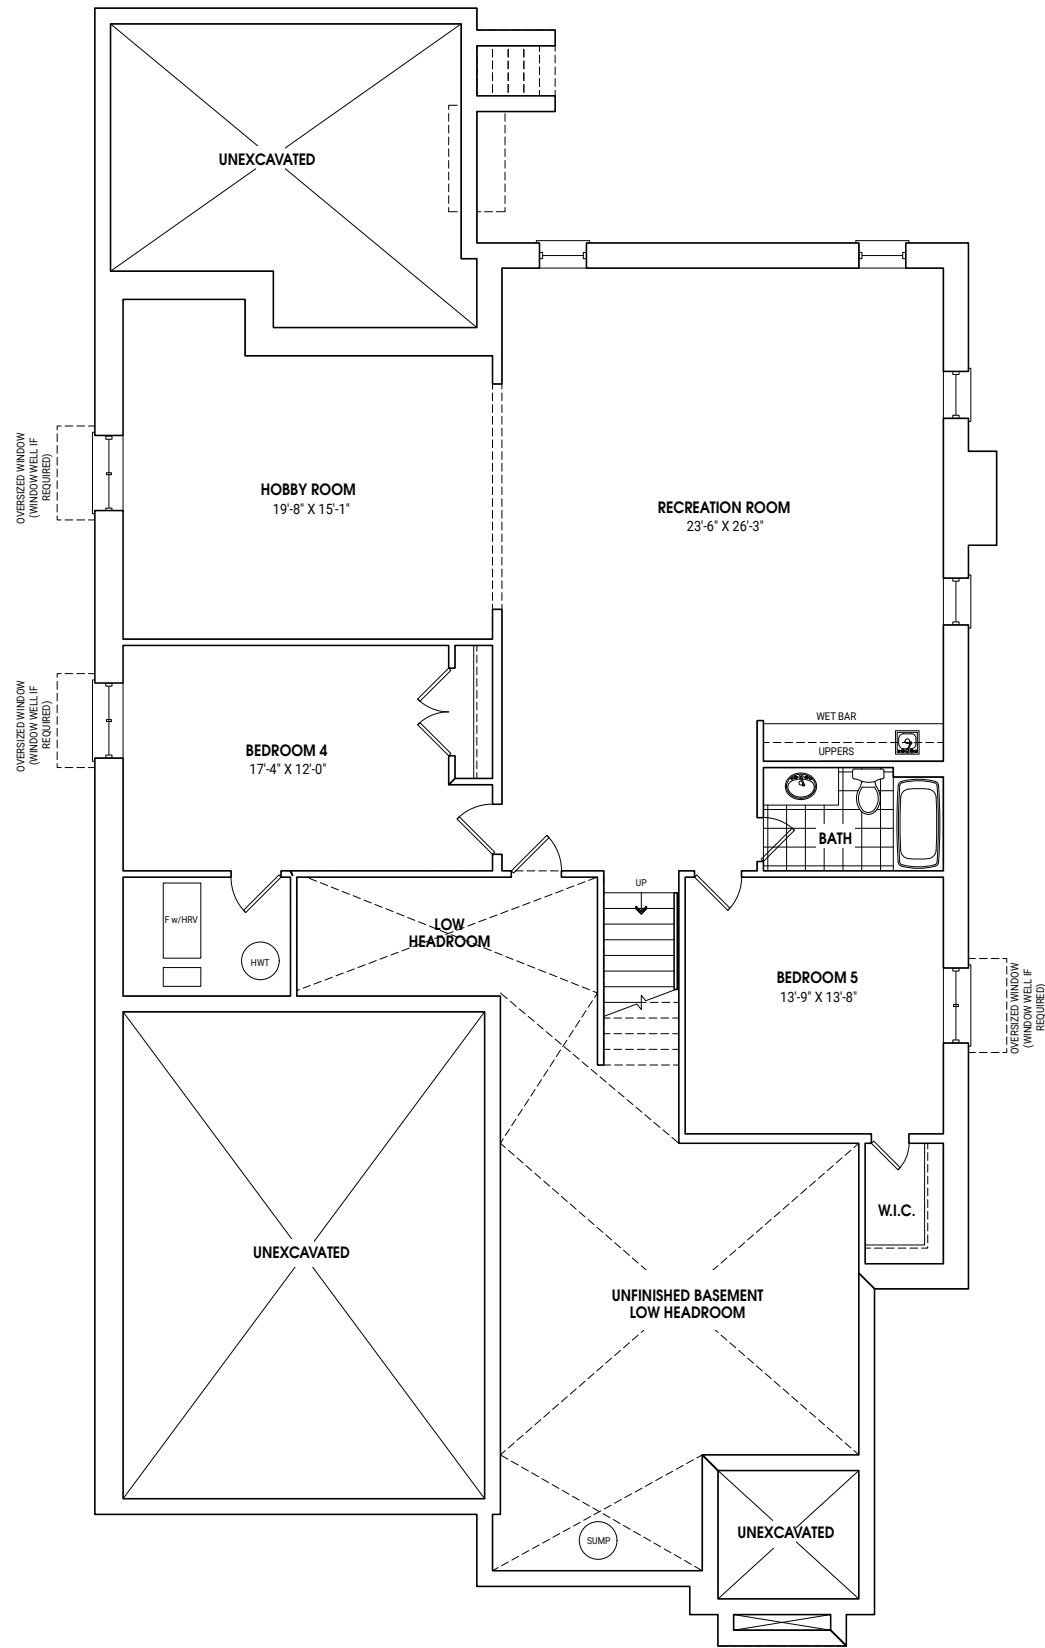 UNEXCAVATED
OVERSIZED WINDOW
(WINDOW WELL IF
REQUIRED)
HOBBY ROOM
19'-8" X 15'-1"
RECREATION ROOM
23'-6" X 26'-3"
OVERSIZED WINDOW
(WINDOW WELL IF
REQUIRED)
BEDROOM 4
17'-4" X 12'-0"
WET BAR
UPPERS
BATH
UP
F w/HRV
HWT
LOW
HEADROOM
BEDROOM 5
13'-9" X 13'-8"
OVERSIZED WINDOW
(WINDOW WELL IF
REQUIRED)
W.I.C.
UNEXCAVATED
UNFINISHED BASEMENT
LOW HEADROOM
SUMP
UNEXCAVATED